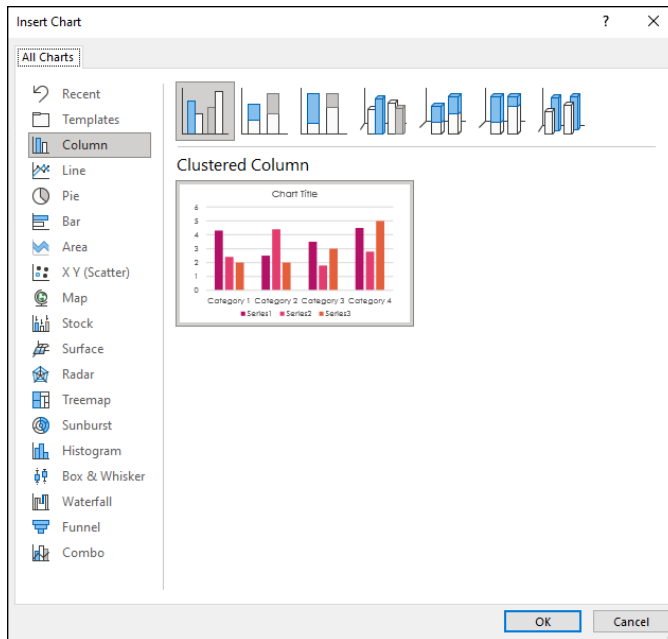 Insert Chart
?
All Charts
Recent
Templates
Column
Line
Pie
Bar
Area
X Y (Scatter)
Map
Stock
Surface
Radar
Treemap
Sunburst
Histogram
Box & Whisker
Waterfall
Funnel
Combo
Clustered Column
Chart Title
6
5
4
3
2
1
0
Category 1 Category 2 Category 3 Category 4
Series1 Series2 Series3
OK Cancel